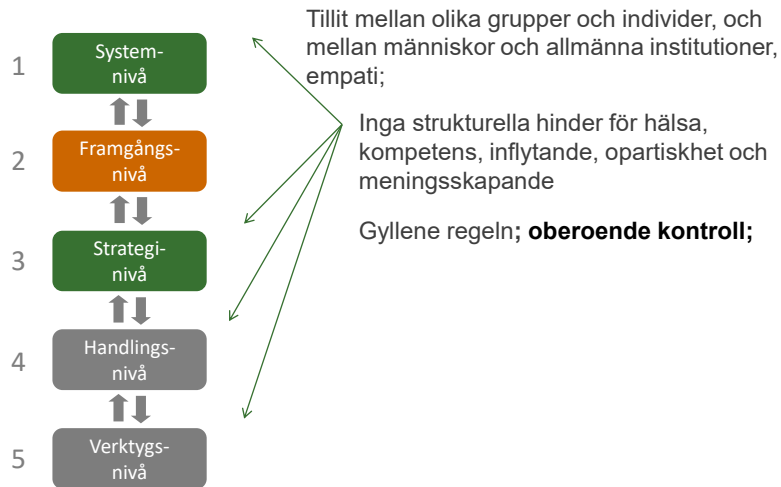 Tillit mellan olika grupper och individer, och
mellan människor och allmänna institutioner,
empati;
1
System-
nivå
Inga strukturella hinder för hälsa,
kompetens, inflytande, opartiskhet och
meningsskapande
2
Framgångs-
nivå
Gyllene regeln; oberoende kontroll;
3
Strategi-
nivå
4
Handlings-
nivå
5
Verktygs-
nivå